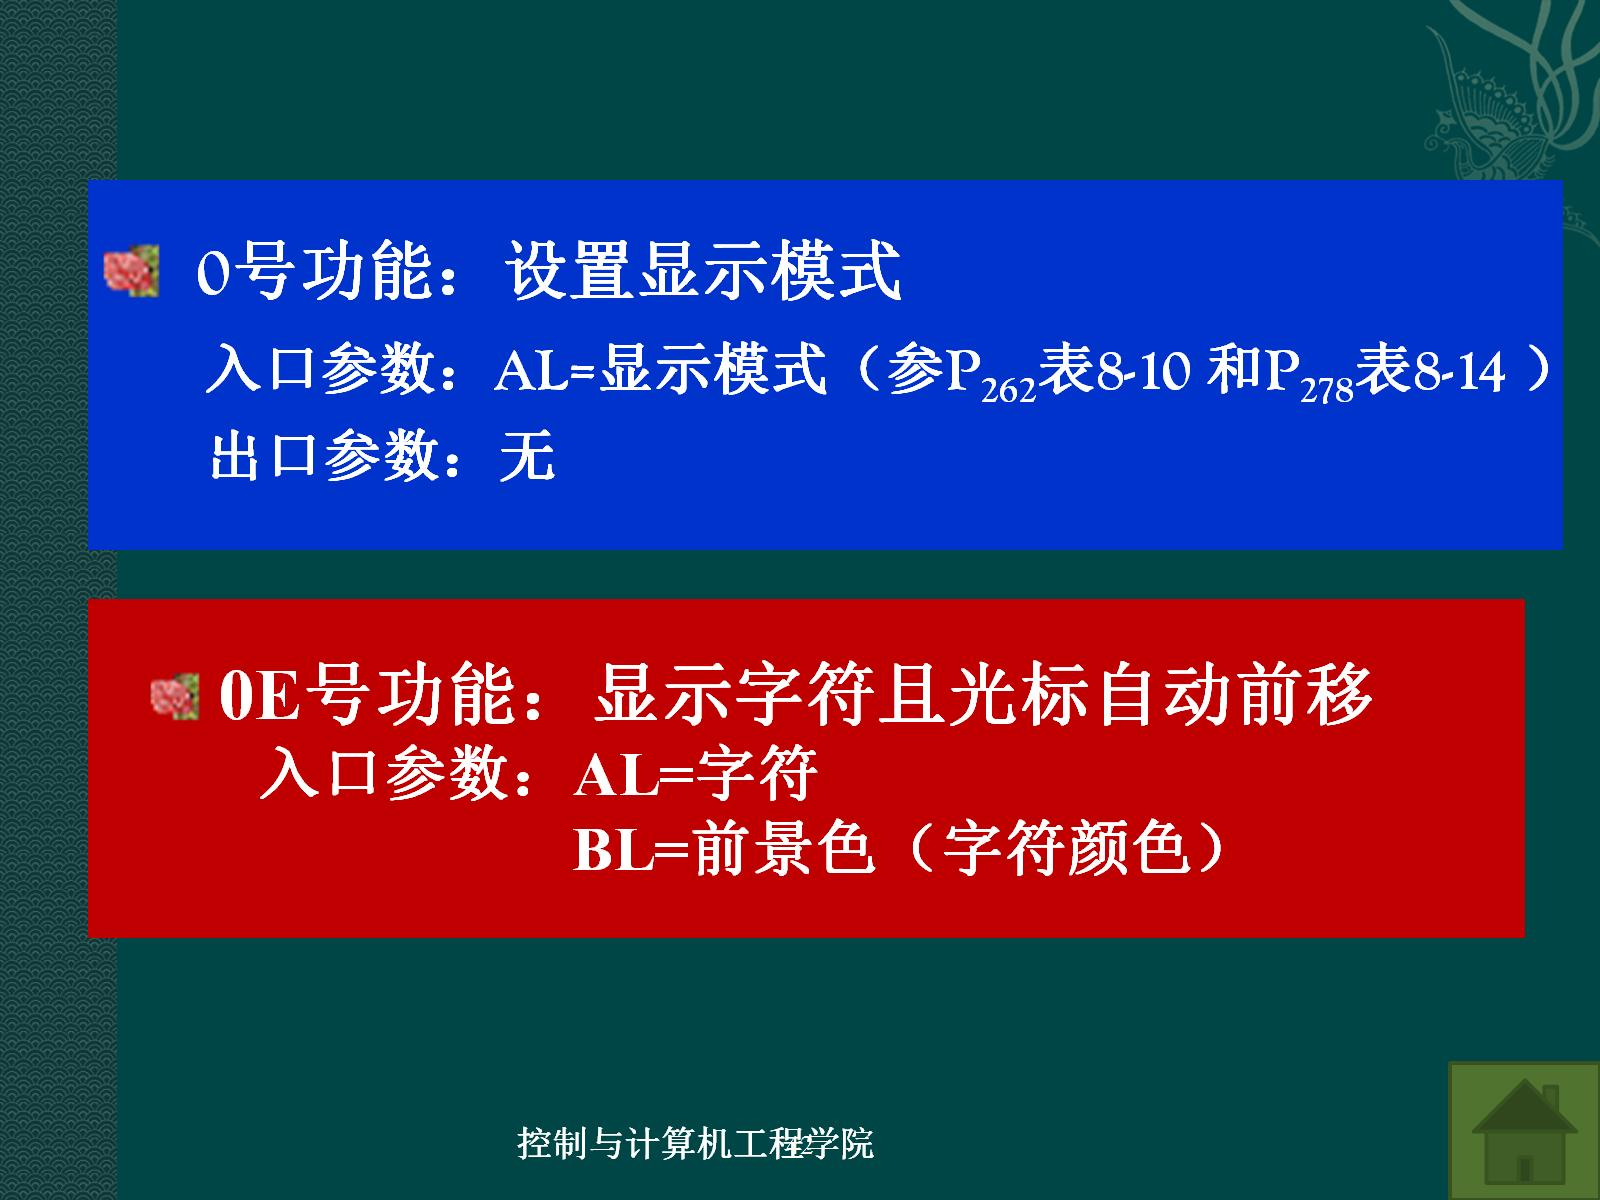 0号功能：设置显示模式
入口参数：AL=显示模式（参P262表8-10 和P278表8-14 ）
出口参数：无
0E号功能：显示字符且光标自动前移
入口参数：AL=字符
BL=前景色（字符颜色）
控制与计算机工程学院
42